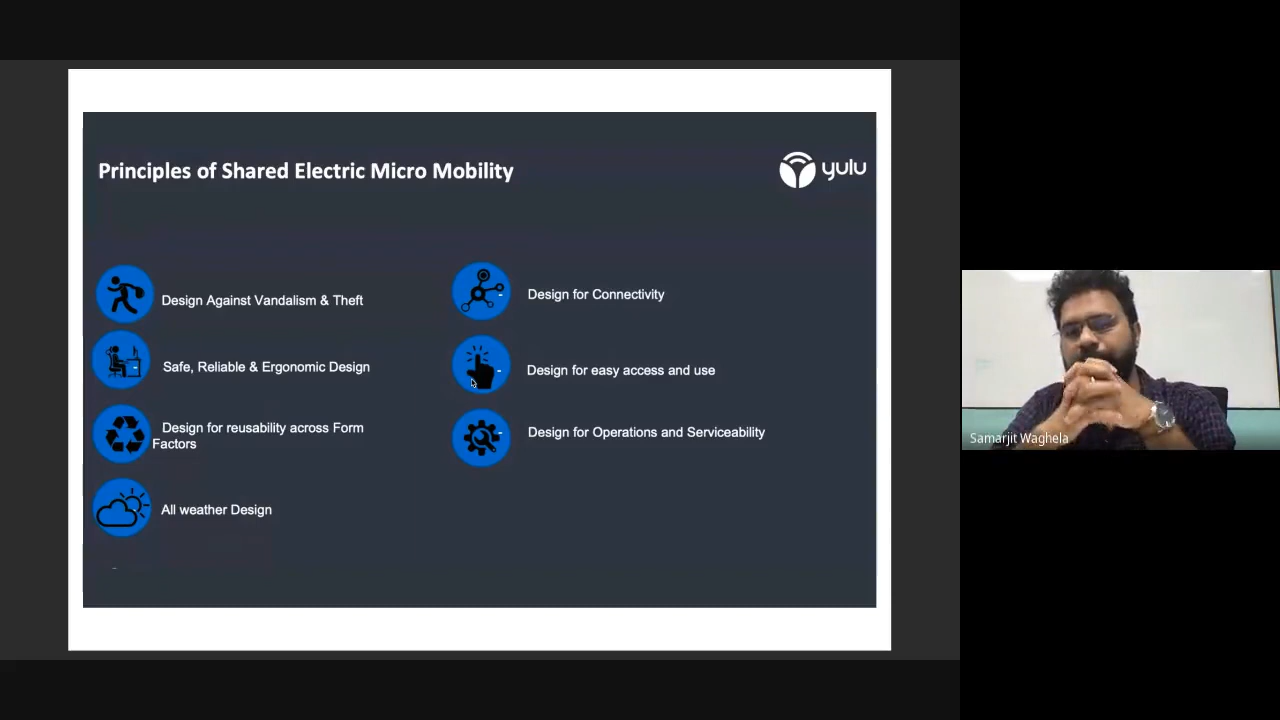 Principles of Shared Electric Micro Mobility
yulu
Design Against Vandalism & Theft
Safe, Reliable & Ergonomic Design
Design for reusability across Form
Factors
All weather Design
Design for Connectivity
Design for easy access and use
Design for Operations and Serviceability
Samarjit Waghela